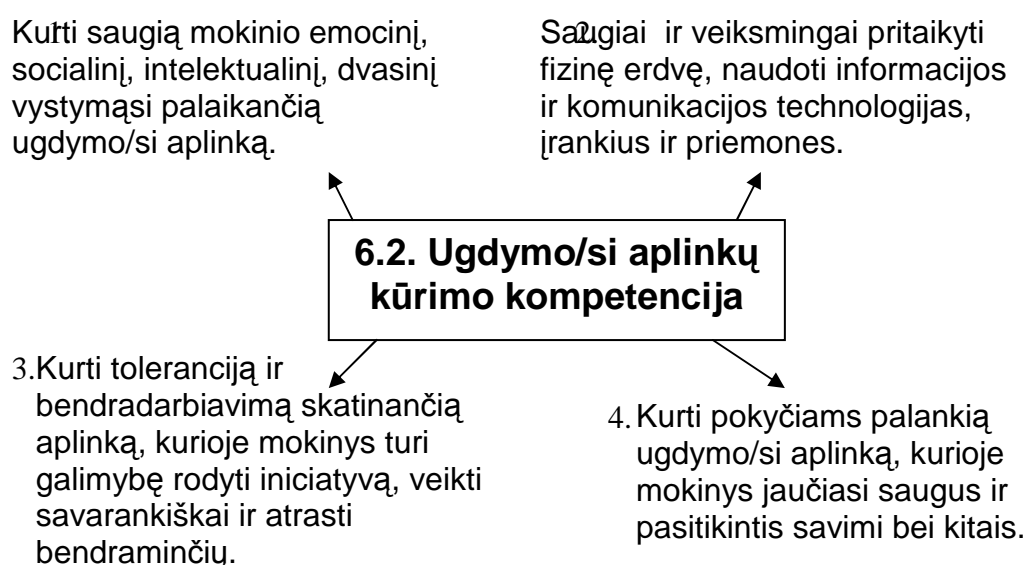 1. Kurti saugią mokinio emocinį,
socialinį, intelektualinį, dvasinį
vystymąsi palaikančią
ugdymo/si aplinką.
2. Saugiai ir veiksmingai pritaikyti
fizinę erdvę, naudoti informacijos
ir komunikacijos technologijas,
įrankius ir priemones.
6.2. Ugdymo/si aplinkų
kūrimo kompetencija
3. Kurti toleranciją ir
bendradarbiavimą skatinančią
aplinką, kurioje mokinys turi
galimybę rodyti iniciatyvą, veikti
savarankiškai ir atrasti
bendraminčių.
4. Kurti pokyčiams palankią
ugdymo/si aplinką, kurioje
mokinys jaučiasi saugus ir
pasitikintis savimi bei kitais.